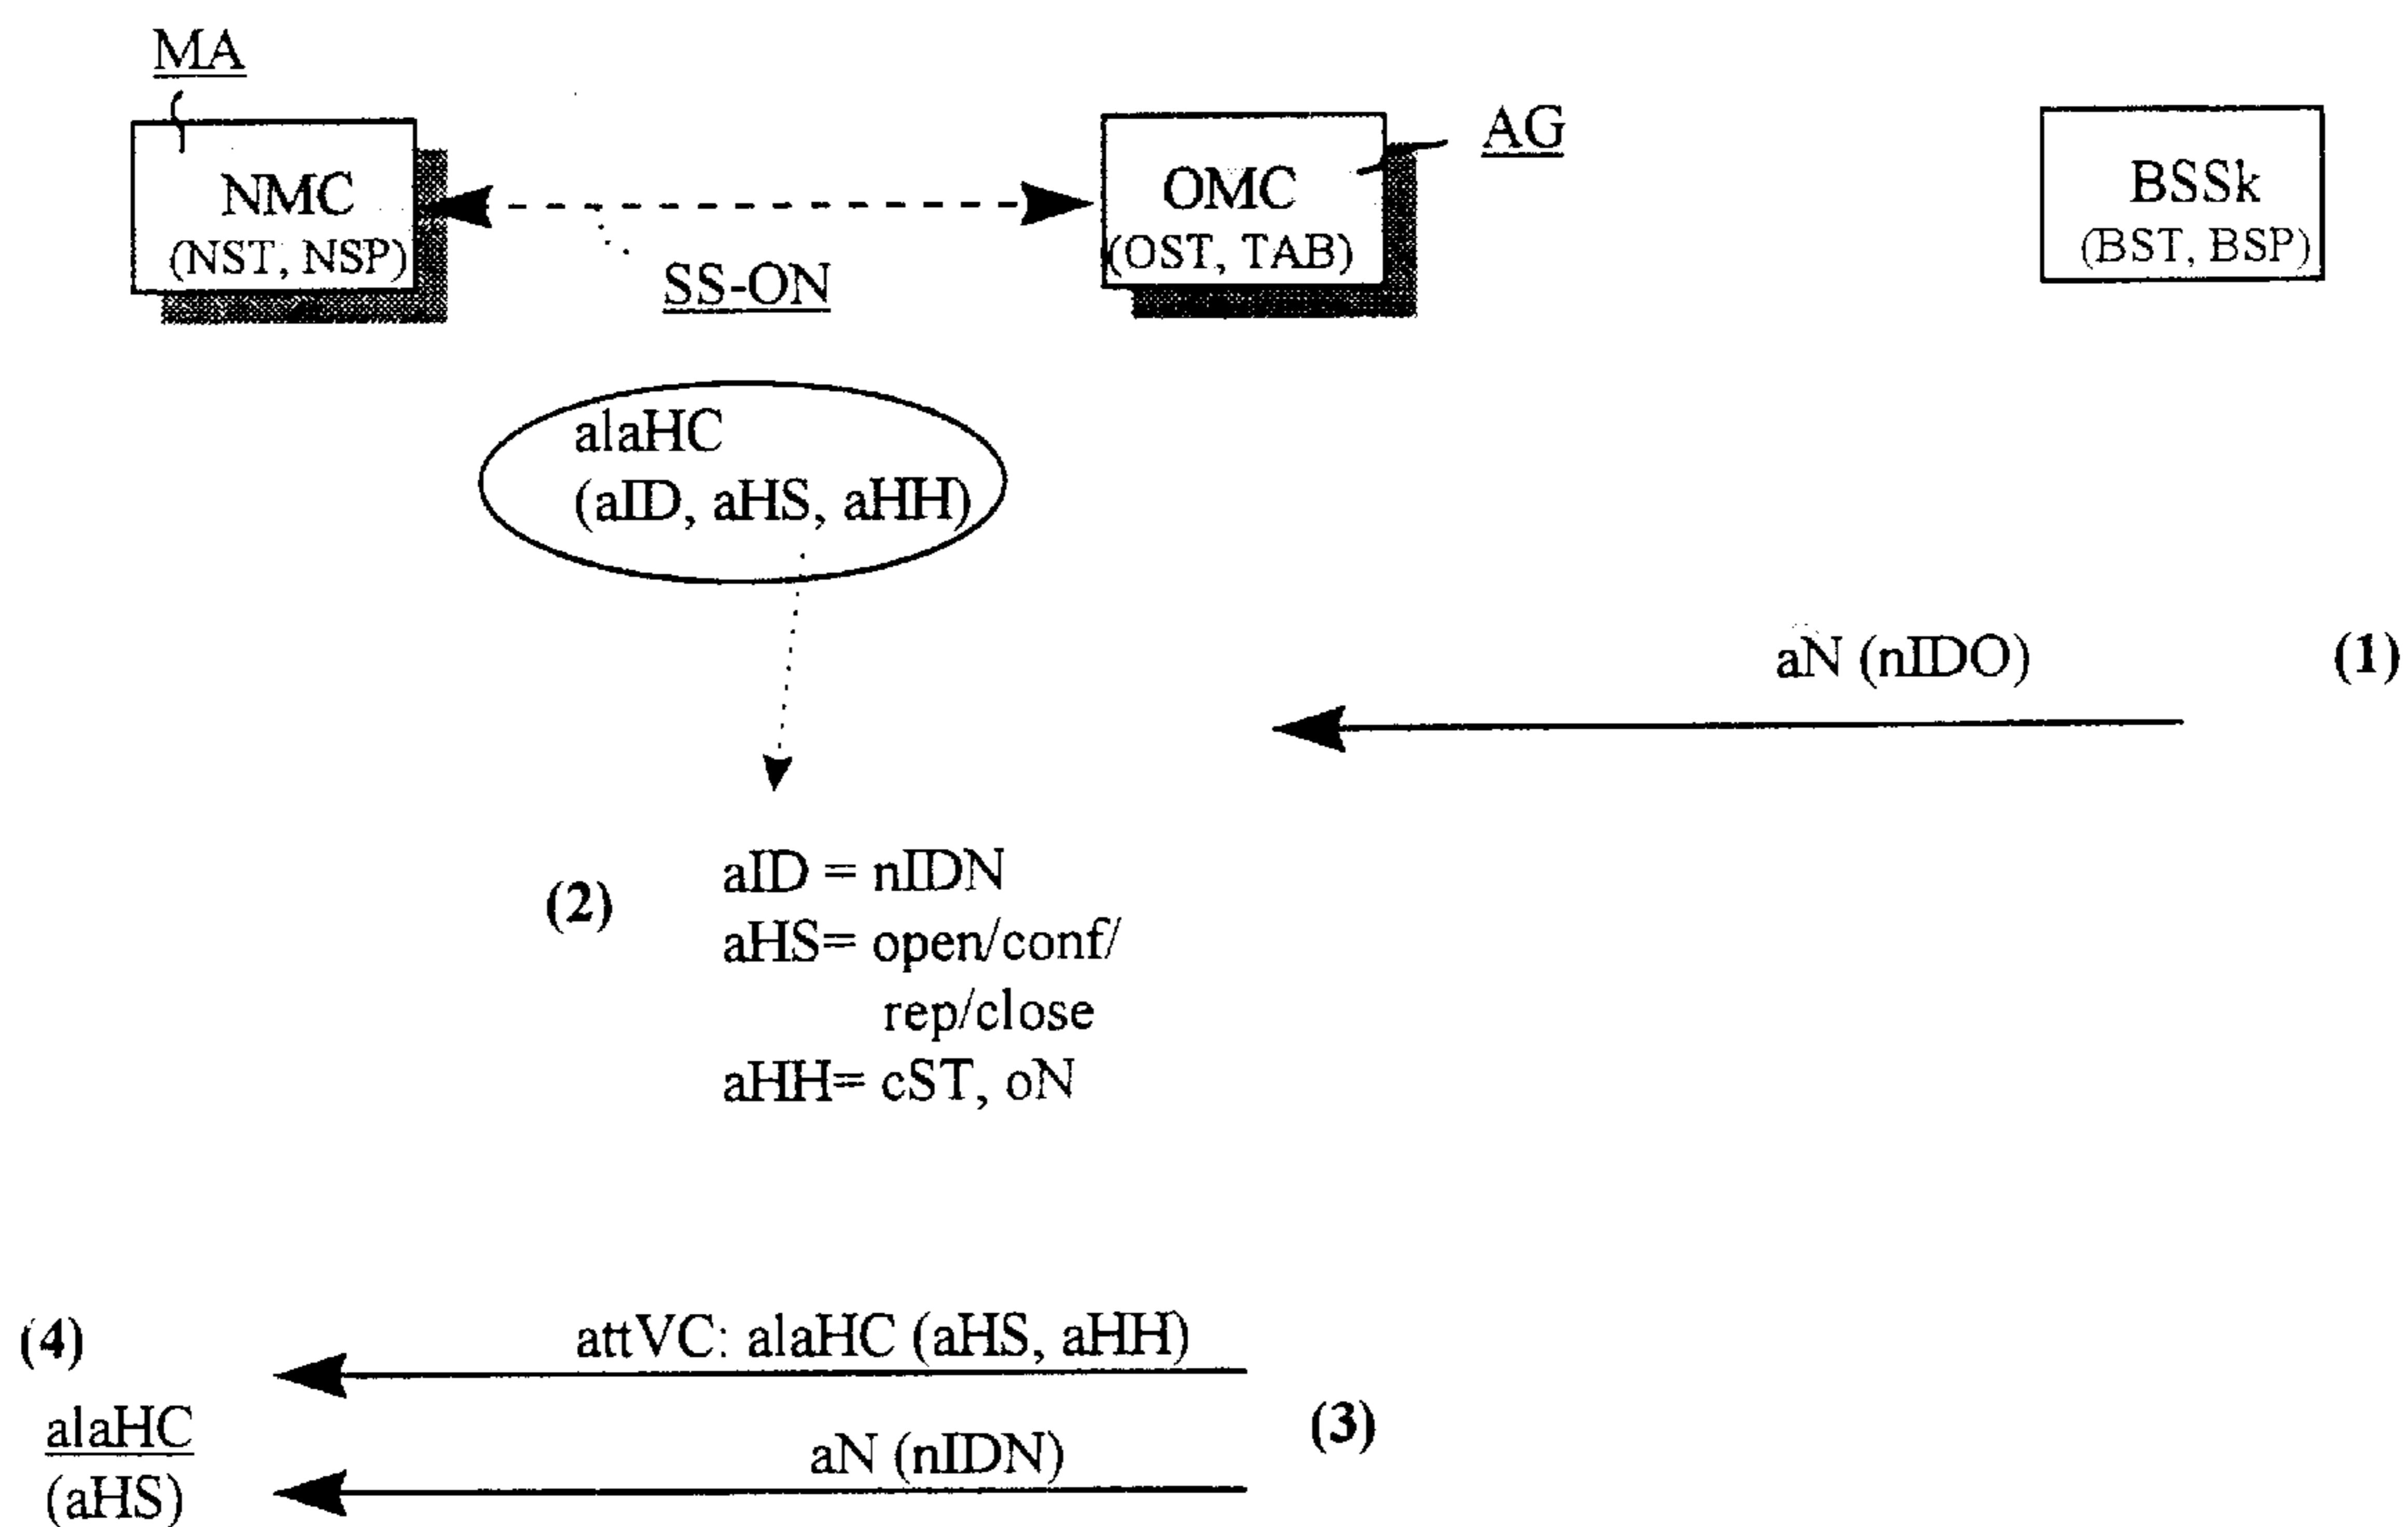 MA
AG
NMC
(NST, NSP)
OMC
(OST, TAB)
BSSk
(BST, BSP)
SS-ON
alaHC
(aID, aHS, aHH)
aN (nIDO)
(1)
(2)
aID = nIDN
aHS= open/conf/
rep/close
aHH= cST, oN
(4)
attVC: alaHC (aHS, aHH)
(3)
alaHC
(aHS)
aN (nIDN)